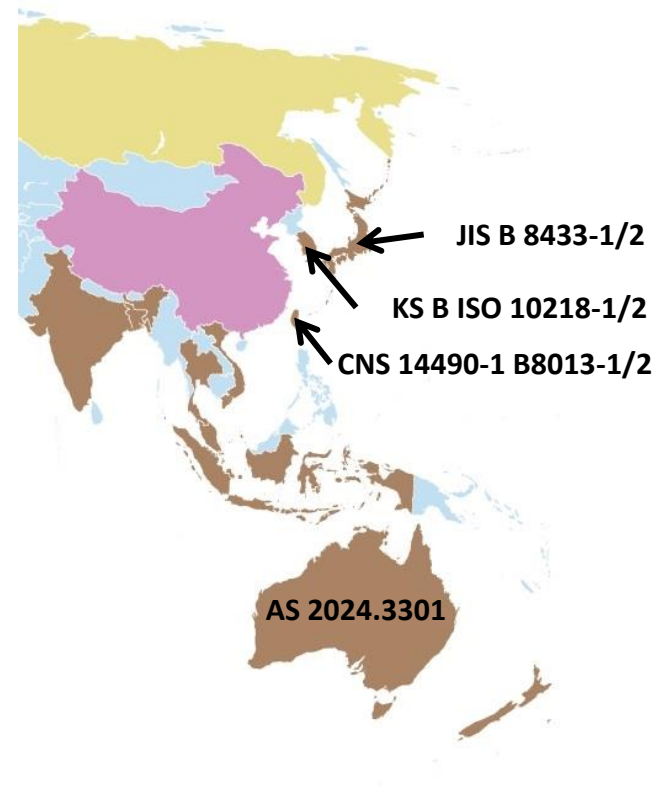 JIS B 8433-1/2
KS B ISO 10218-1/2
CNS 14490-1 B8013-1/2
AS 2024.3301